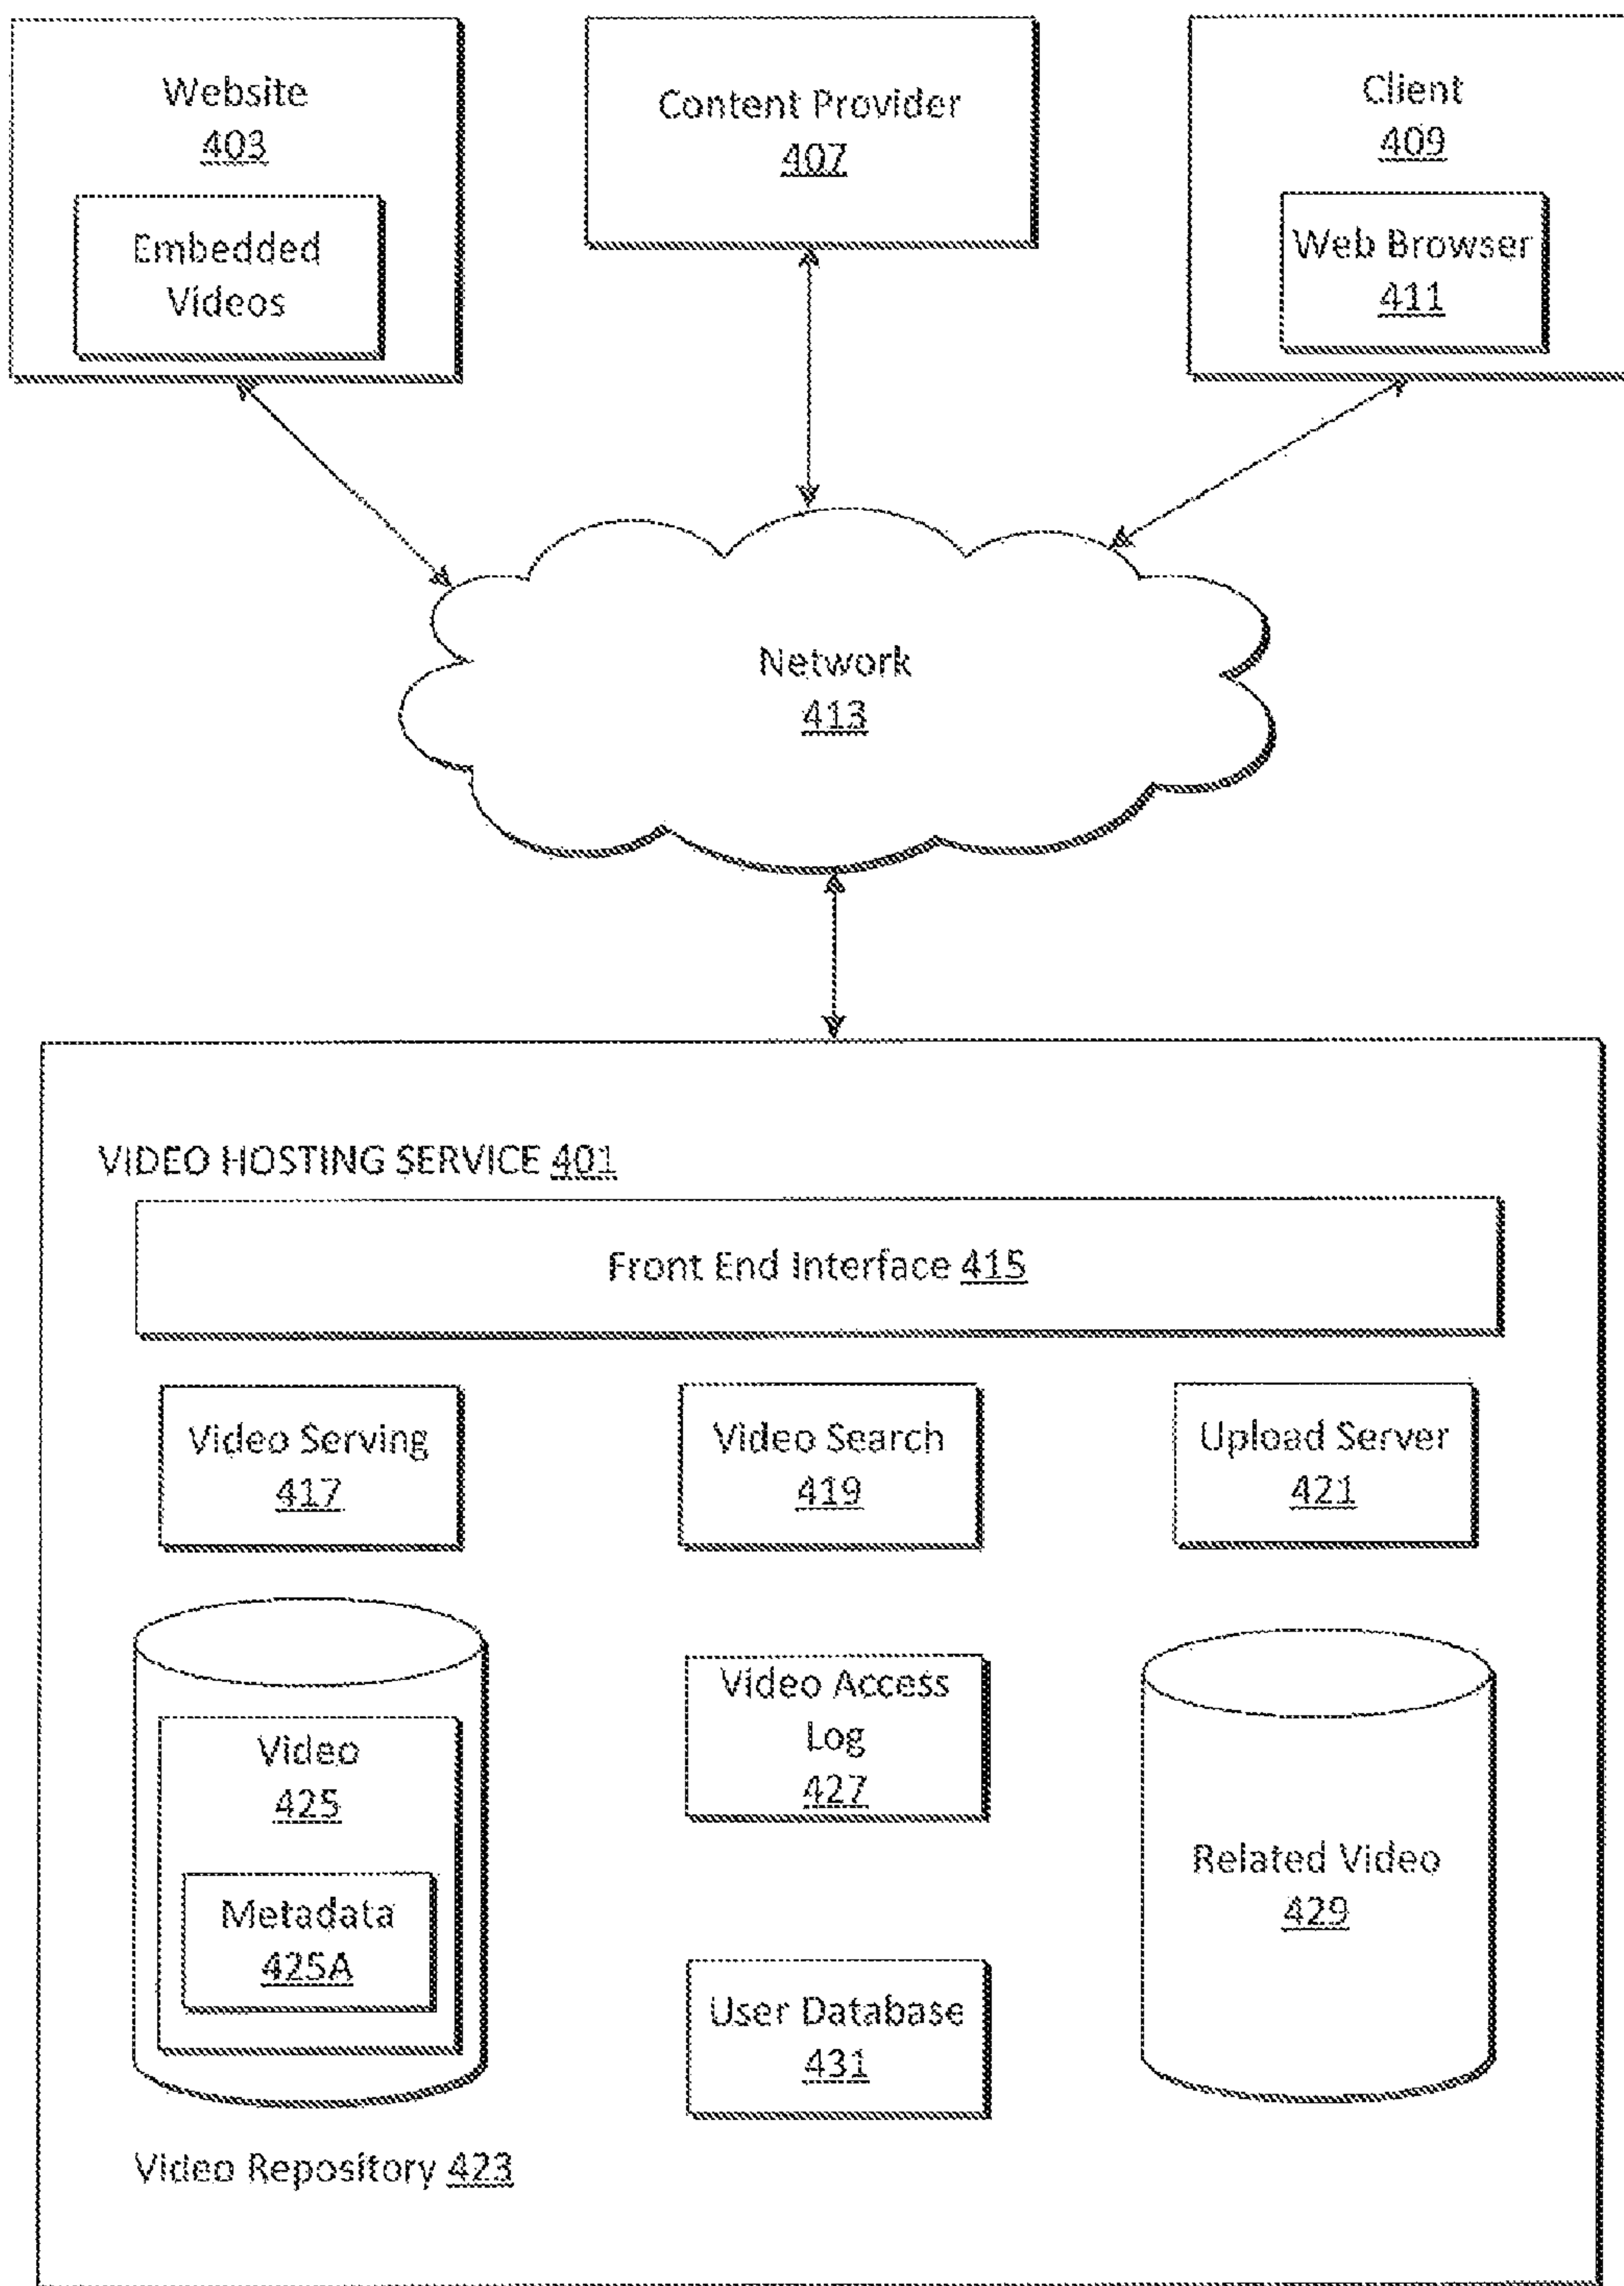 Website
403
Embedded
Videos
Content Provider
407
Client
409
Web Browser
411
Network
413
VIDEO HOSTING SERVICE 401
Front End Interface 415
Video Serving
417
Video Search
419
Upload Server
421
Video
425
Metadata
425A
Video Repository 423
Video Access
Log
427
User Database
431
Related Video
429